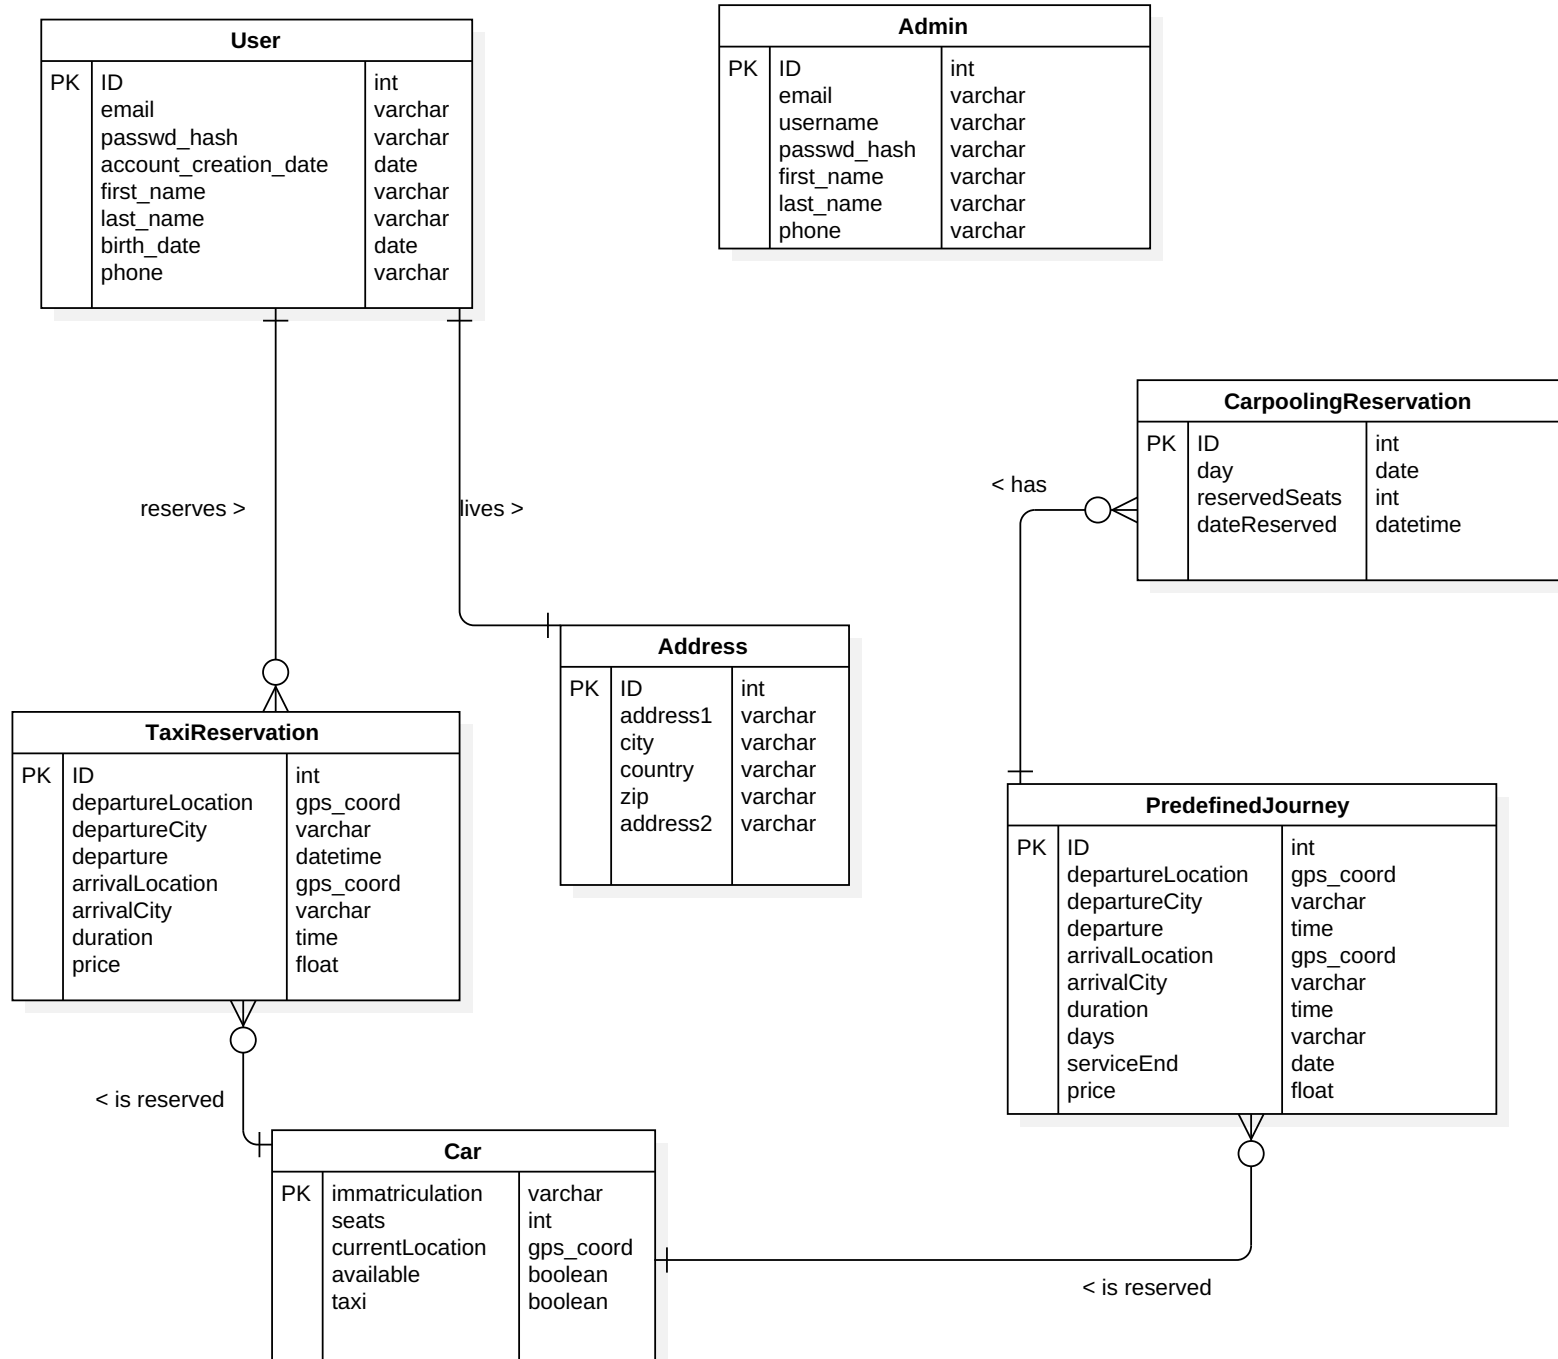 User
PK ID int
email varchar
passwd_hash varchar
account_creation_date date
first_name varchar
last_name varchar
birth_date date
phone varchar
Admin
PK ID int
email varchar
username varchar
passwd_hash varchar
first_name varchar
last_name varchar
phone varchar
CarpoolingReservation
PK ID int
day date
reservedSeats int
dateReserved datetime
< has
reserves >
lives >
Address
PK ID int
address1 varchar
city varchar
country varchar
zip varchar
address2 varchar
TaxiReservation
PK ID int
departureLocation gps_coord
departureCity varchar
departure datetime
arrivalLocation gps_coord
arrivalCity varchar
duration time
price float
PredefinedJourney
PK ID int
departureLocation gps_coord
departureCity varchar
departure time
arrivalLocation gps_coord
arrivalCity varchar
duration time
days varchar
serviceEnd date
price float
< is reserved
Car
PK immatriculation varchar
seats int
currentLocation gps_coord
available boolean
taxi boolean
< is reserved